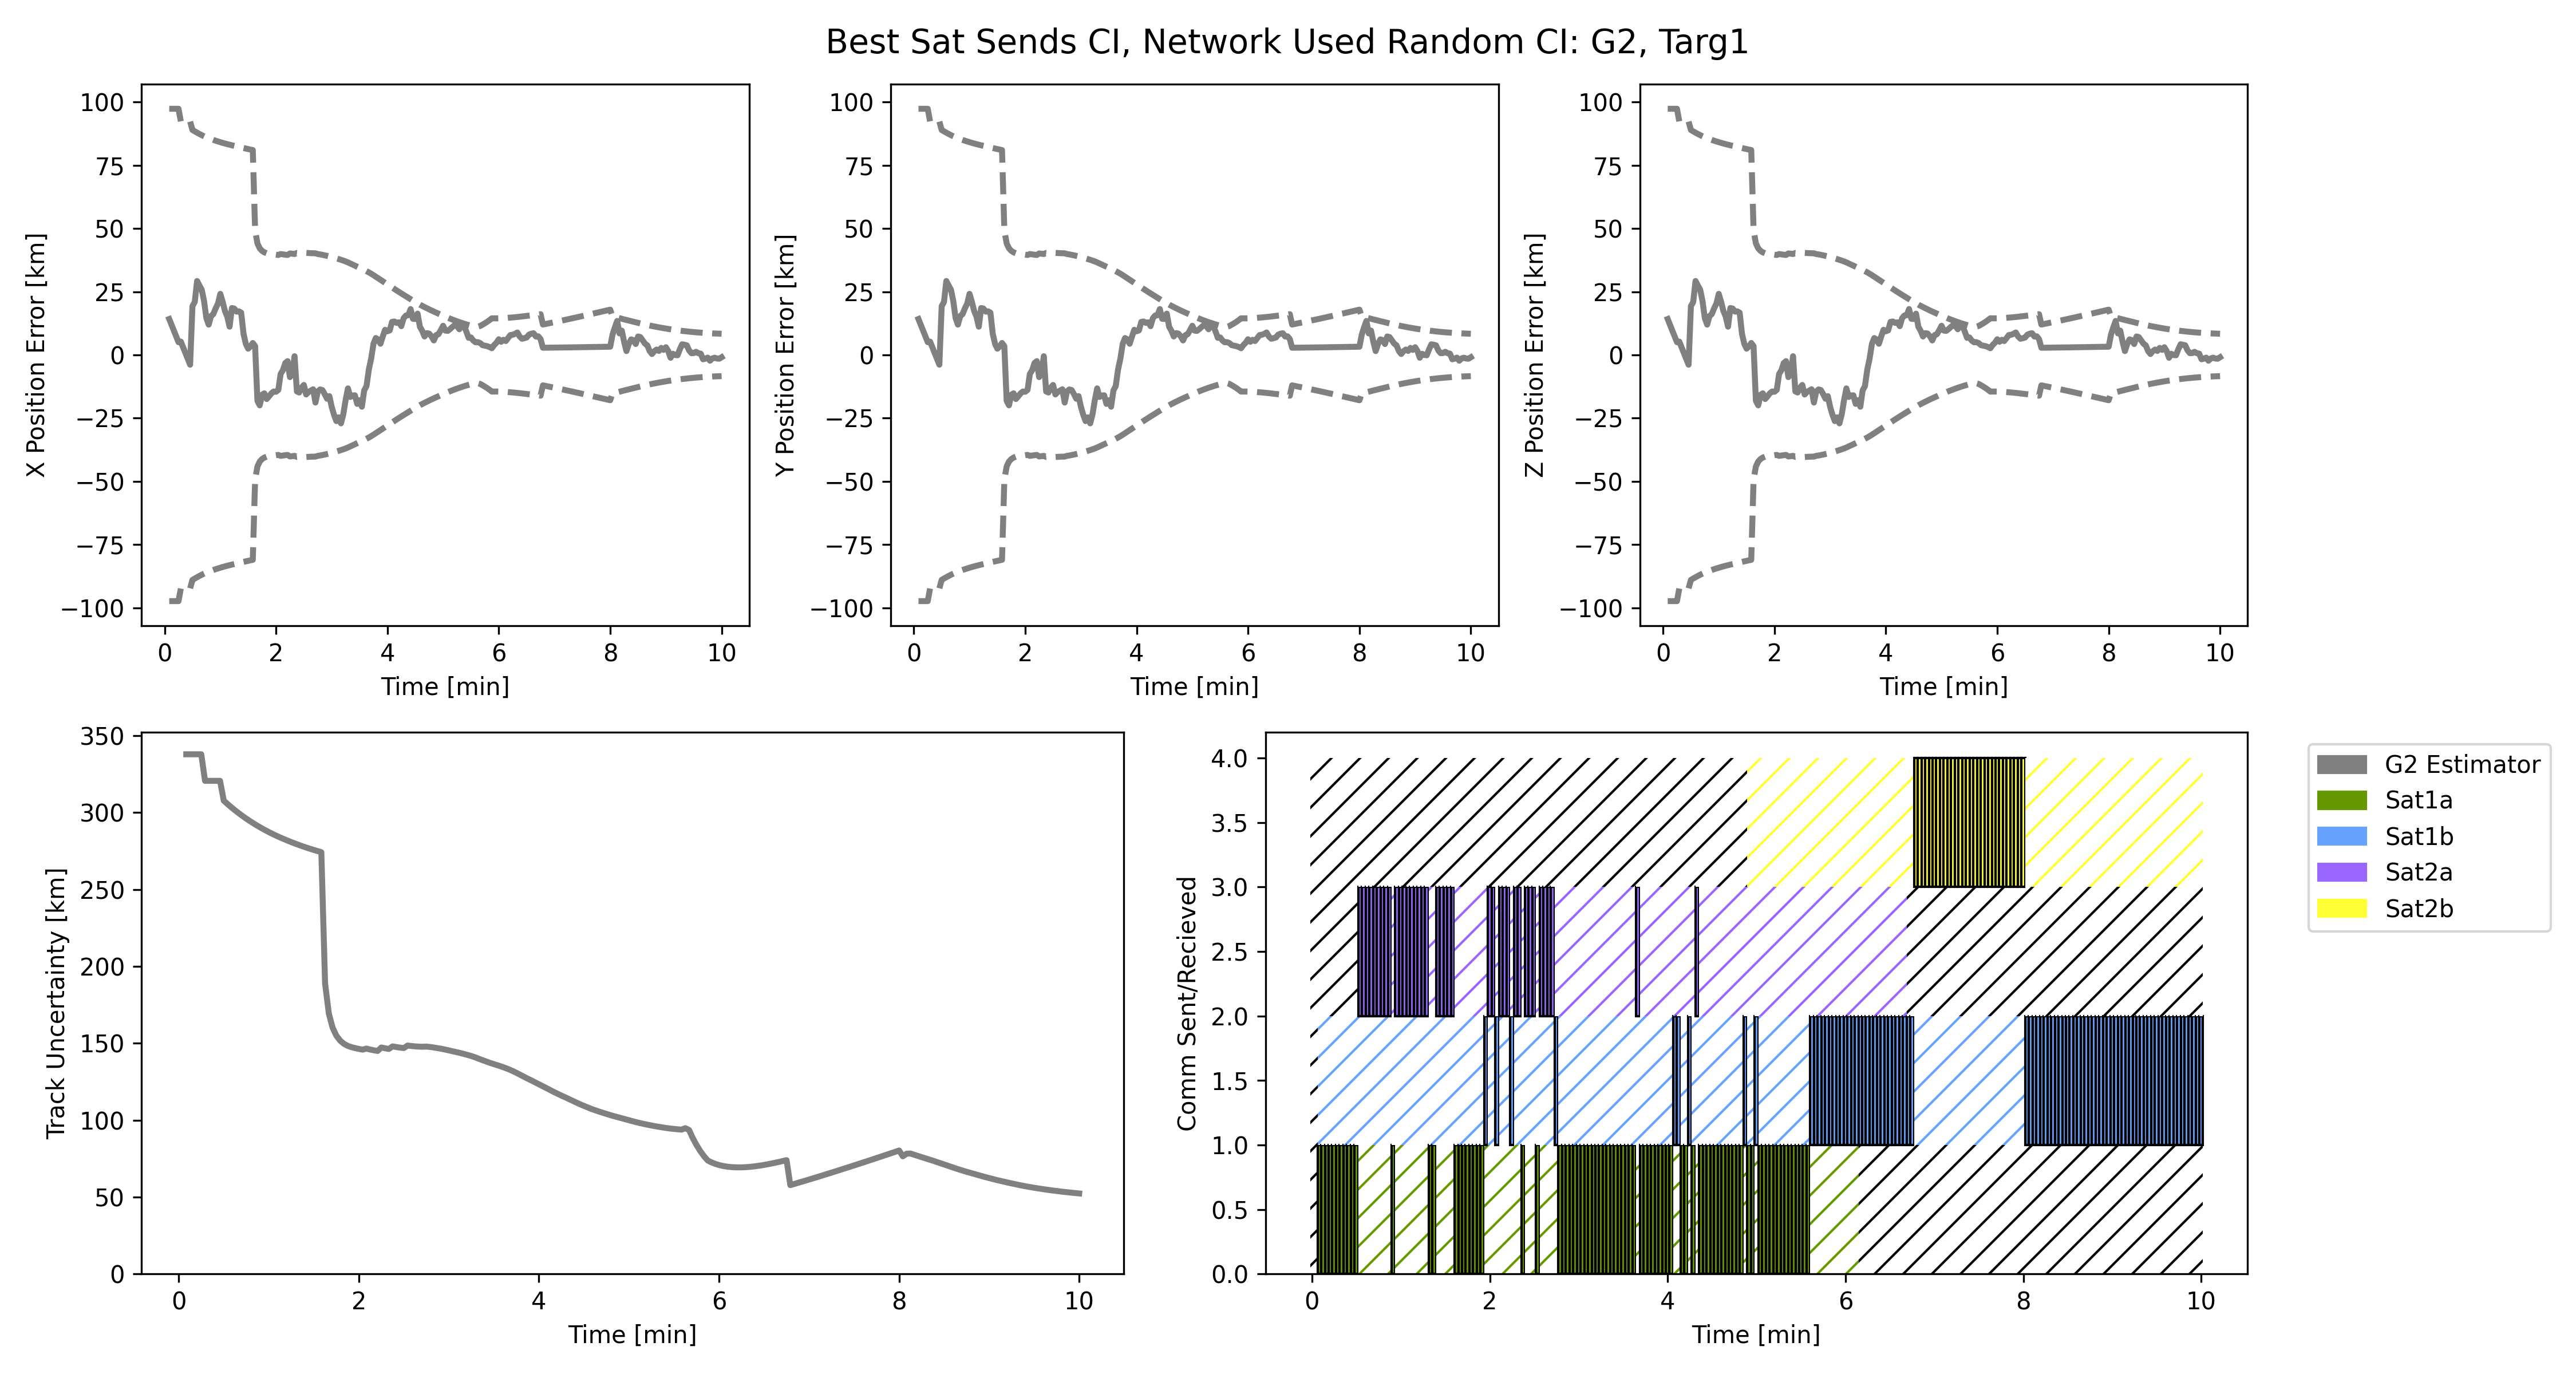 Best Sat Sends CI, Network Used Random CI: G2, Targ1
X Position Error [km]
100
75
50
25
0
−25
−50
−75
−100
0 2 4 6 8 10
Time [min]
Y Position Error [km]
100
75
50
25
0
−25
−50
−75
−100
0 2 4 6 8 10
Time [min]
Z Position Error [km]
100
75
50
25
0
−25
−50
−75
−100
0 2 4 6 8 10
Time [min]
Track Uncertainty [km]
350
300
250
200
150
100
50
0
0 2 4 6 8 10
Time [min]
Comm Sent/Recieved
4.0
3.5
3.0
2.5
2.0
1.5
1.0
0.5
0.0
0 2 4 6 8 10
Time [min]
G2 Estimator
Sat1a
Sat1b
Sat2a
Sat2b